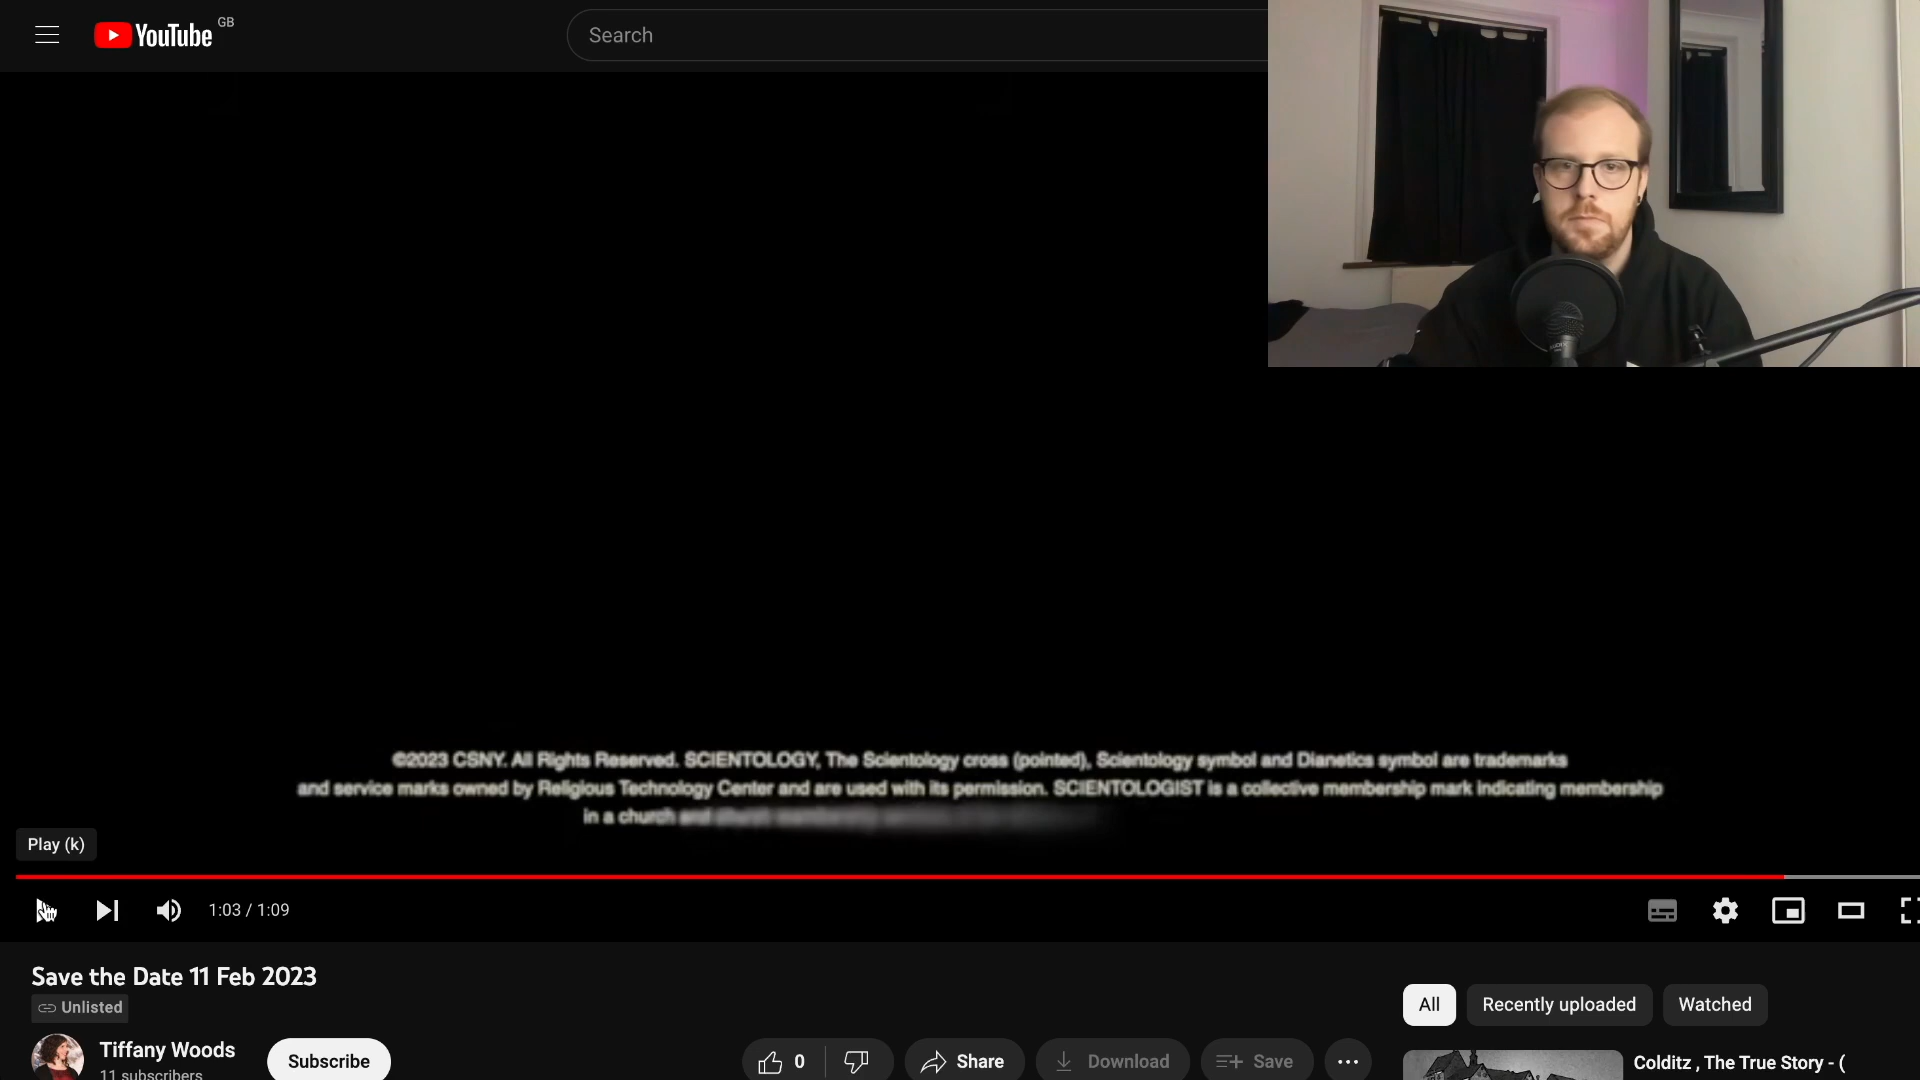 YouTube GB
Search
©2023 CSNY. All Rights Reserved. SCIENTOLOGY, The Scientology cross (pointed), Scientology symbol and Dianetics symbol are trademarks
and service marks owned by Religious Technology Center and are used with its permission. SCIENTOLOGIST is a collective membership mark indicating membership
in a church and
Play (k)
1:03 / 1:09
Save the Date 11 Feb 2023
Unlisted
All
Recently uploaded
Watched
Tiffany Woods
11 subscribers
Subscribe
0
Share
Download
Save
Colditz , The True Story - (